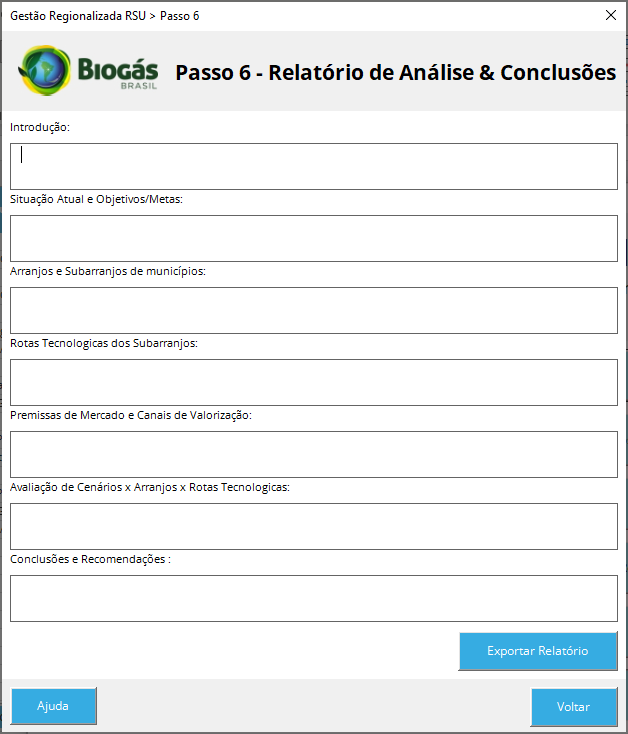 Gestão Regionalizada RSU > Passo 6
BIOGÁS
BRASIL
Passo 6 - Relatório de Análise & Conclusões
Introdução:
Situação Atual e Objetivos/Metas:
Arranjos e Subarranjos de municípios:
Rotas Tecnologicas dos Subarranjos:
Premissas de Mercado e Canais de Valorização:
Avaliação de Cenários x Arranjos x Rotas Tecnologicas:
Conclusões e Recomendações :
Exportar Relatório
Ajuda
Voltar